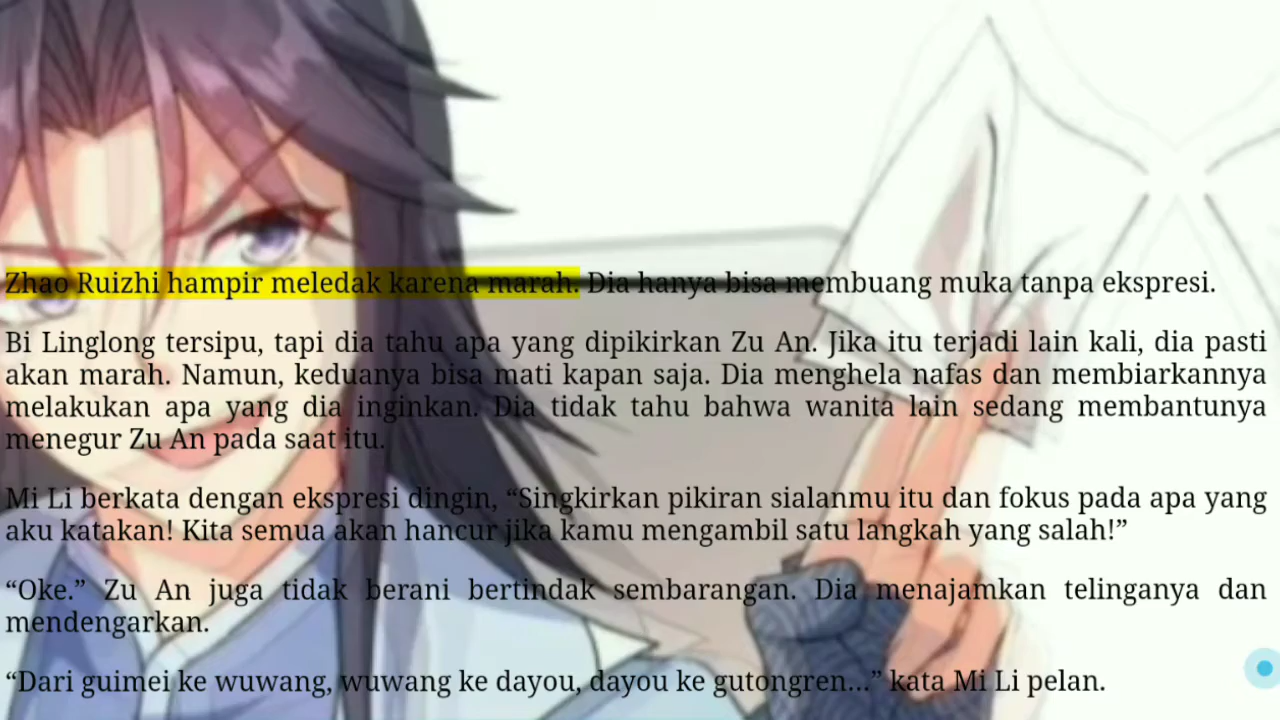 Zhao Ruizhi hampir meledak karena marah. Dia hanya bisa membuang muka tanpa ekspresi.
Bi Linglong tersipu, tapi dia tahu apa yang dipikirkan Zu An. Jika itu terjadi lain kali, dia pasti
akan marah. Namun, keduanya bisa mati kapan saja. Dia menghela nafas dan membiarkannya
melakukan apa yang dia inginkan. Dia tidak tahu bahwa wanita lain sedang membantunya
menegur Zu An pada saat itu.
Mi Li berkata dengan ekspresi dingin, “Singkirkan pikiran sialanmu itu dan fokus pada apa yang
aku katakan! Kita semua akan hancur jika kamu mengambil satu langkah yang salah!”
“Oke.” Zu An juga tidak berani bertindak sembarangan. Dia menajamkan telinganya dan
mendengarkan.
“Dari guimei ke wuwang, wuwang ke dayou, dayou ke gutongren…” kata Mi Li pelan.